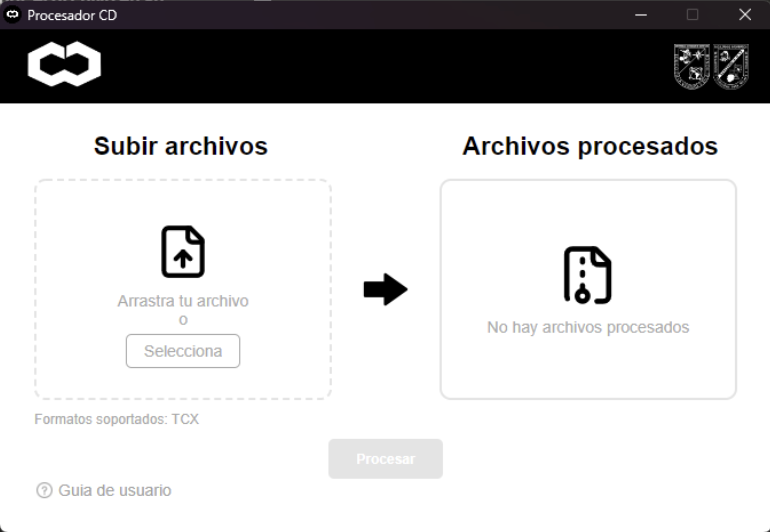 Procesador CD
Subir archivos
Archivos procesados
Arrastra tu archivo
o
Selecciona
No hay archivos procesados
Formatos soportados: TCX
Procesar
Guia de usuario